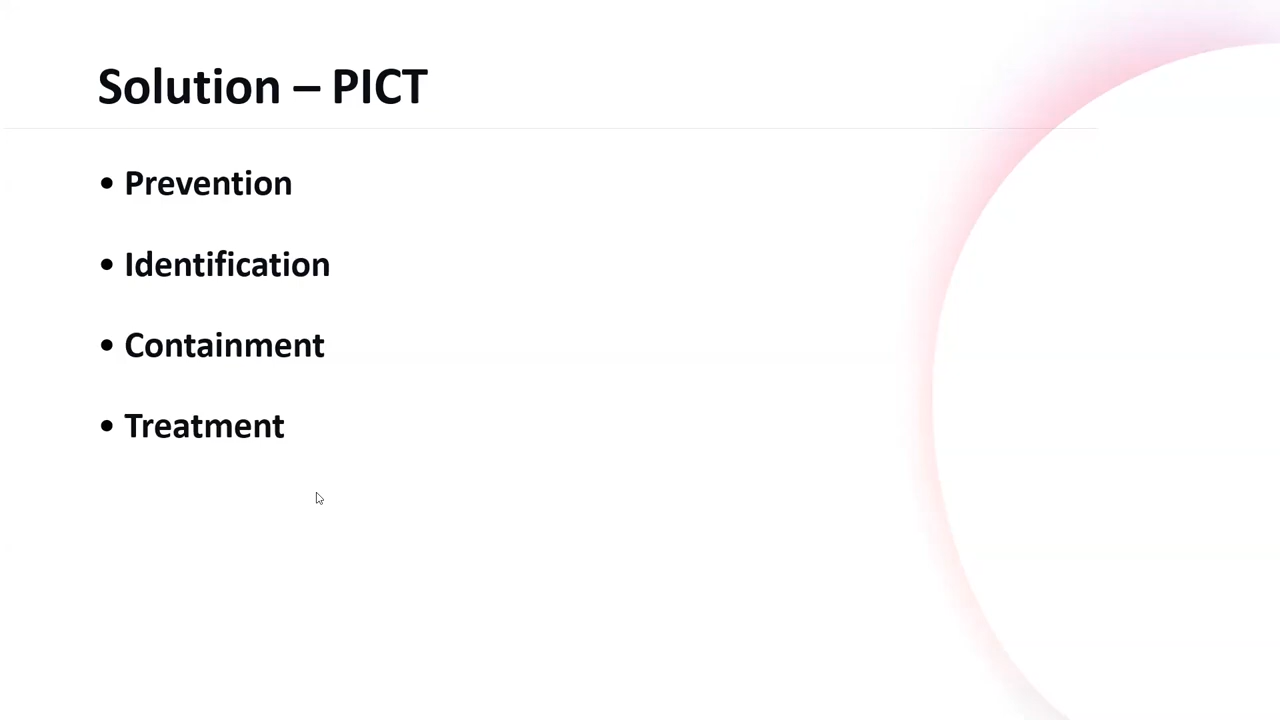 Solution – PICT
• Prevention
• Identification
• Containment
• Treatment